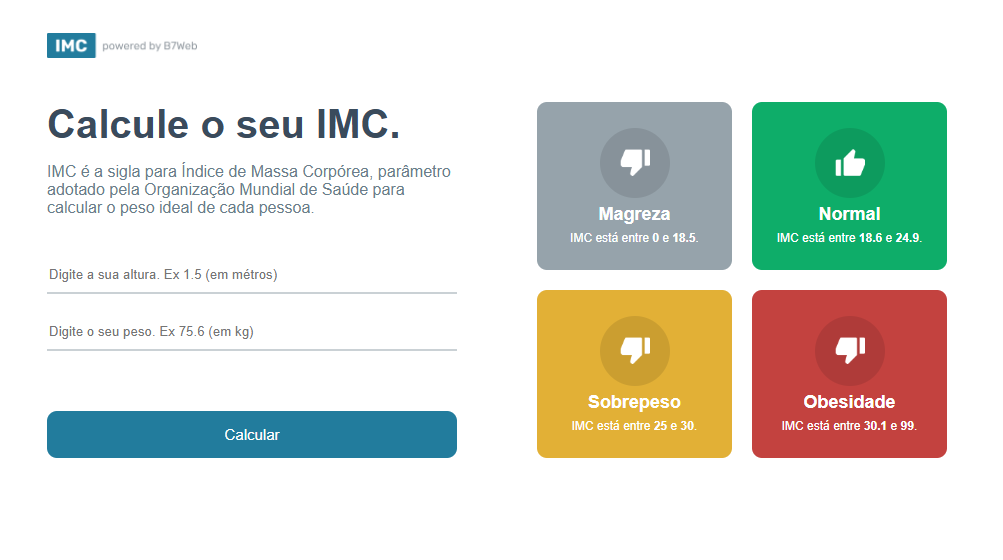 IMC powered by B7Web
Calcule o seu IMC.
IMC é a sigla para Índice de Massa Corpórea, parâmetro
adotado pela Organização Mundial de Saúde para
calcular o peso ideal de cada pessoa.
Digite a sua altura. Ex 1.5 (em métros)
Digite o seu peso. Ex 75.6 (em kg)
Calcular
Magreza
IMC está entre 0 e 18.5.
Normal
IMC está entre 18.6 e 24.9.
Sobrepeso
IMC está entre 25 e 30.
Obesidade
IMC está entre 30.1 e 99.